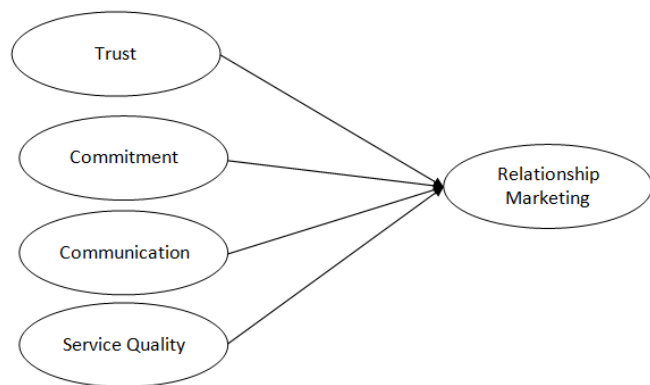 Trust
Commitment
Relationship
Marketing
Communication
Service Quality